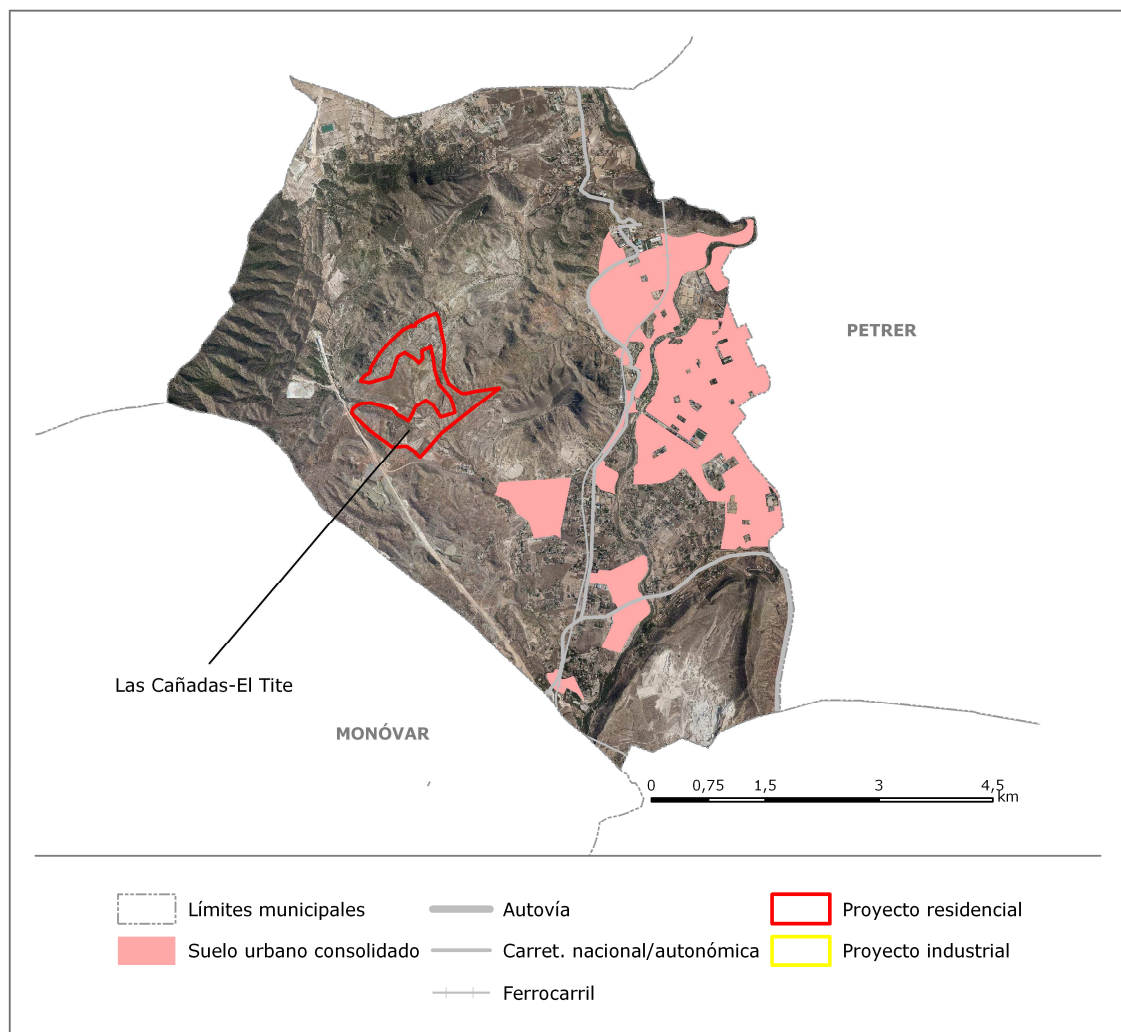 PETRER
Las Cañadas-El Tite
MONÓVAR
0 0,75 1,5 3 4,5
km
Límites municipales
Autovía
Proyecto residencial
Suelo urbano consolidado
Carret. nacional/autonómica
Proyecto industrial
Ferrocarril